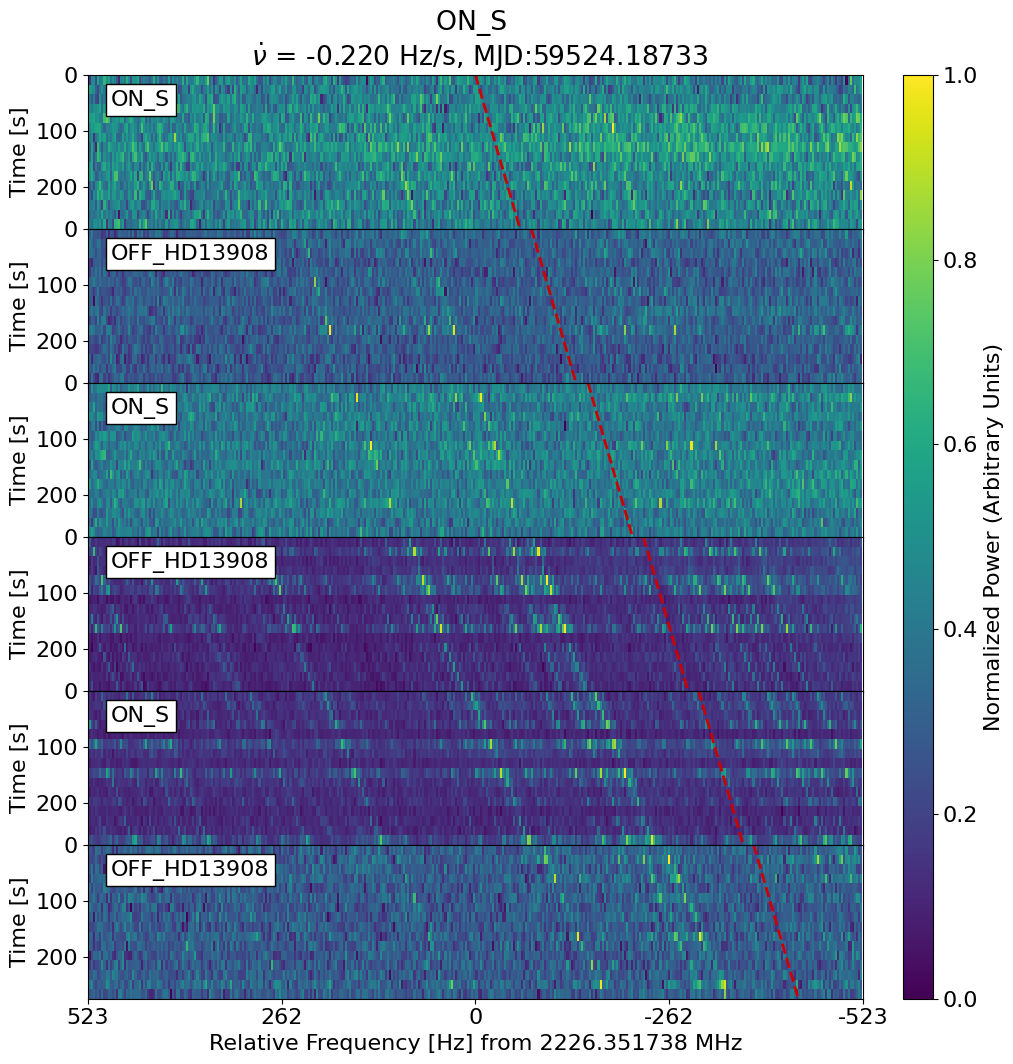 ON_S
ν̇ = -0.220 Hz/s, MJD:59524.18733
0
100
200
Time [s]
ON_S
0
100
200
Time [s]
OFF_HD13908
0
100
200
Time [s]
ON_S
0
100
200
Time [s]
OFF_HD13908
0
100
200
Time [s]
ON_S
0
100
200
Time [s]
OFF_HD13908
523
262
0
-262
-523
Relative Frequency [Hz] from 2226.351738 MHz
1.0
0.8
0.6
0.4
0.2
0.0
Normalized Power (Arbitrary Units)